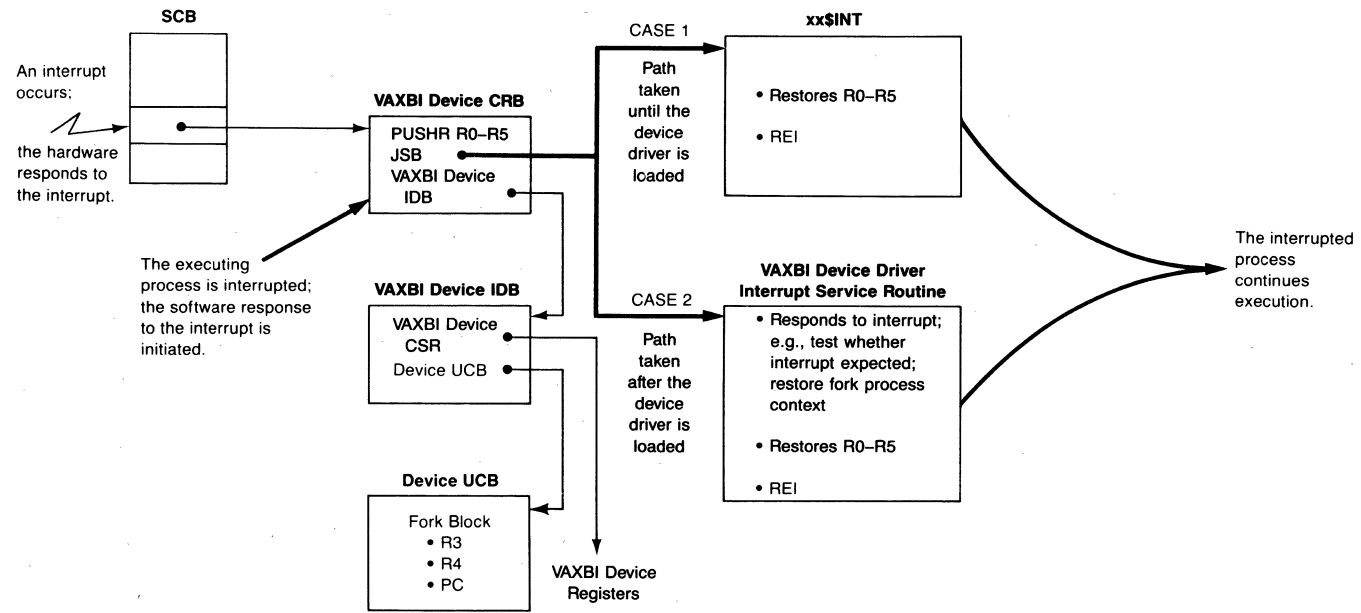 SCB
An interrupt
occurs;
the hardware
responds to
the interrupt.
VAXBI Device CRB
PUSHR R0–R5
JSB
VAXBI Device
IDB
The executing
process is interrupted;
the software response
to the interrupt is
initiated.
VAXBI Device IDB
VAXBI Device
CSR
Device UCB
Device UCB
Fork Block
• R3
• R4
• PC
VAXBI Device
Registers
CASE 1
Path
taken
until the
device
driver is
loaded
xx$INT
• Restores R0–R5
• REI
CASE 2
Path
taken
after the
device
driver is
loaded
VAXBI Device Driver
Interrupt Service Routine
• Responds to interrupt;
e.g., test whether
interrupt expected;
restore fork process
context
• Restores R0–R5
• REI
The interrupted
process
continues
execution.